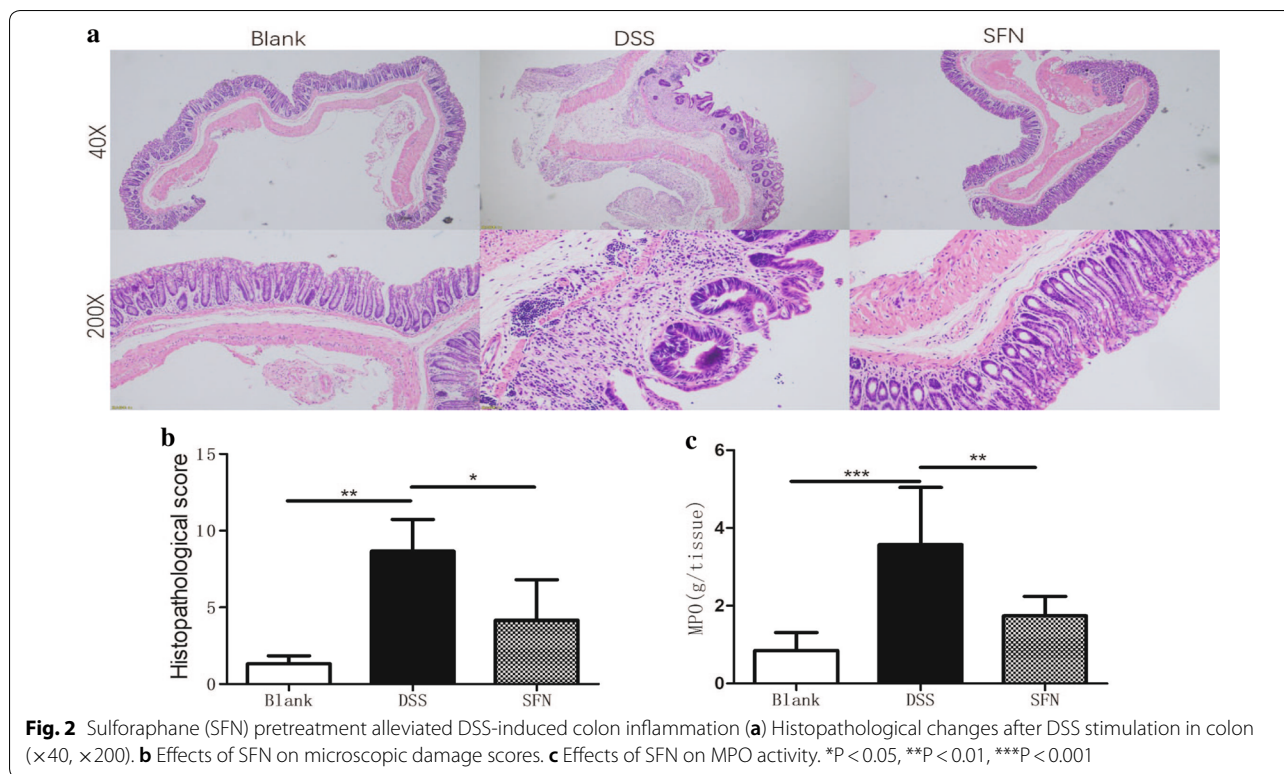 a
Blank DSS SFN
40X
200X
b
Histopathological score
15
10
5
0
**
*
Blank DSS SFN
c
MPO(g/tissue)
6
4
2
0
***
**
Blank DSS SFN
Fig. 2 Sulforaphane (SFN) pretreatment alleviated DSS-induced colon inflammation (a) Histopathological changes after DSS stimulation in colon
(×40, ×200). b Effects of SFN on microscopic damage scores. c Effects of SFN on MPO activity. *P < 0.05, **P < 0.01, ***P < 0.001